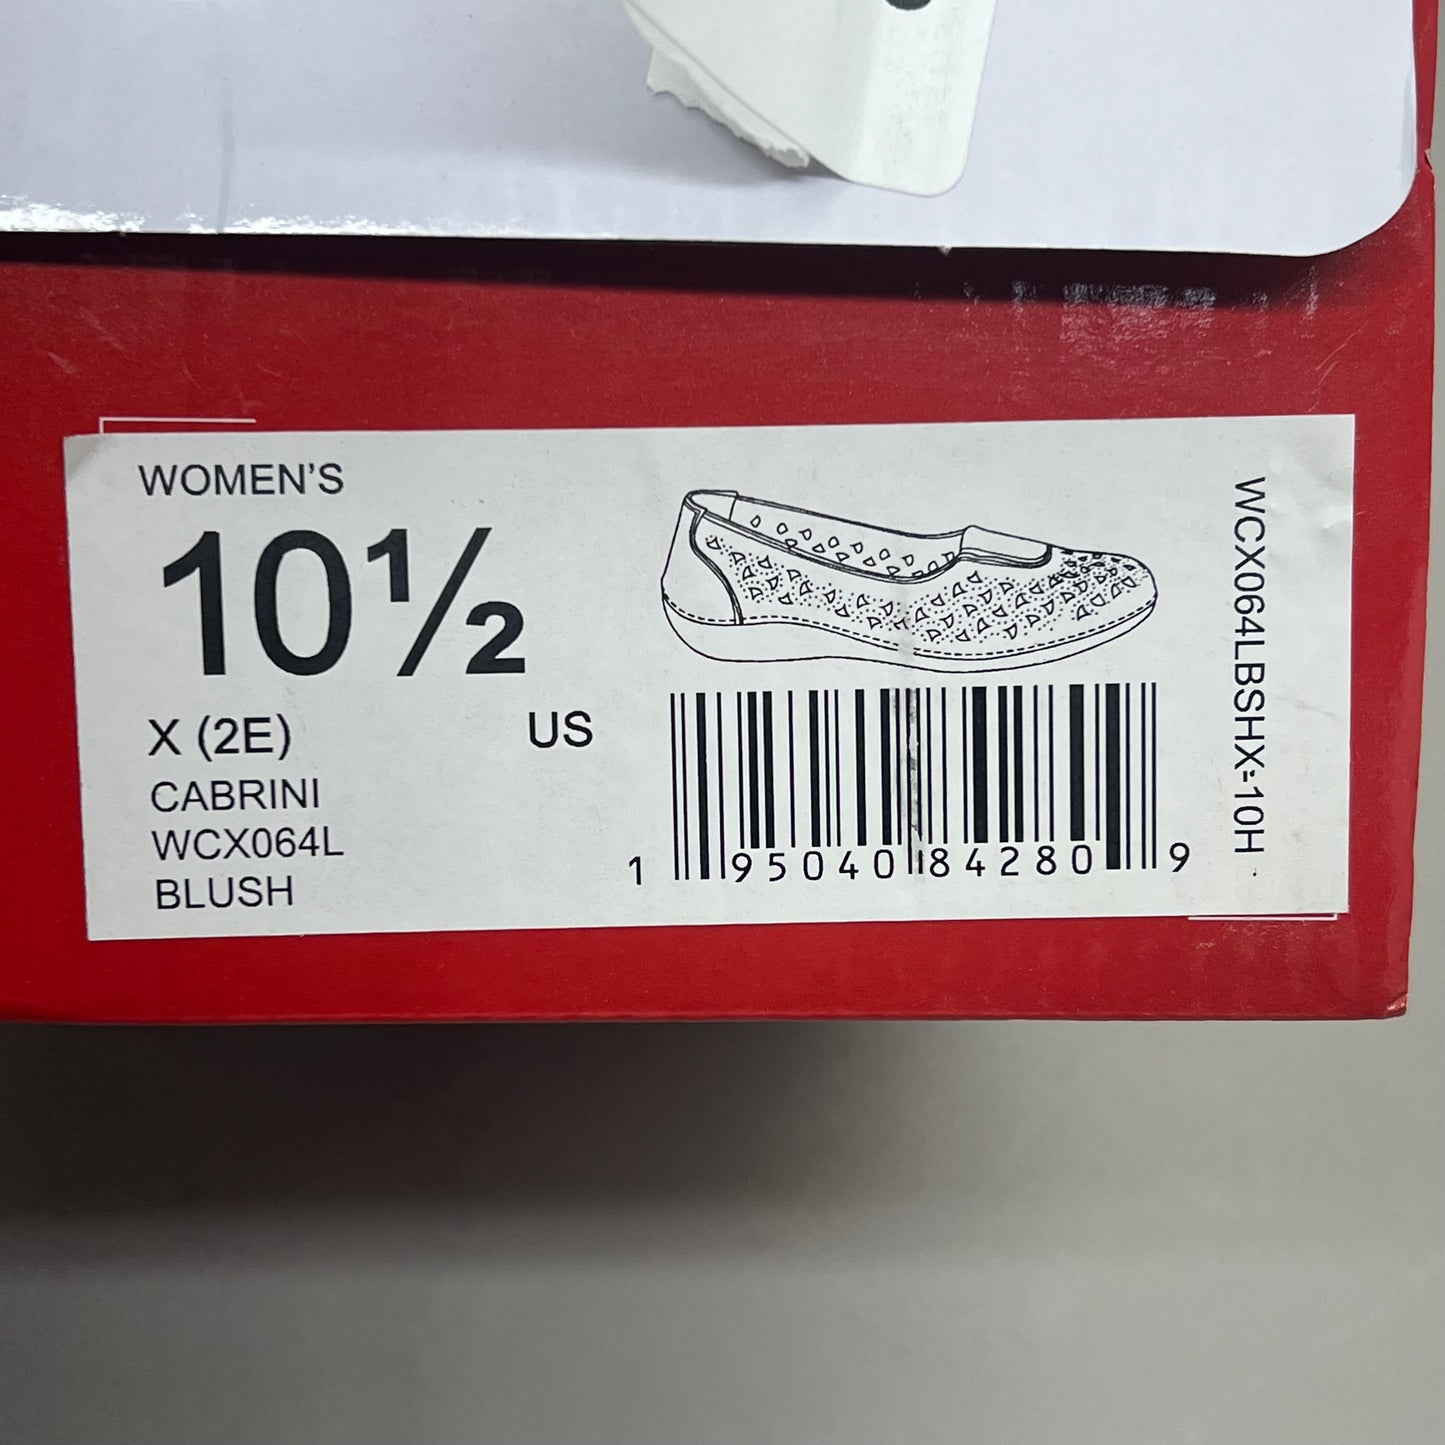 WOMEN'S
10½
X (2E) US
CABRINI
WCX064L
BLUSH
1 95040 84280 9
WCX064LBSHX-10H